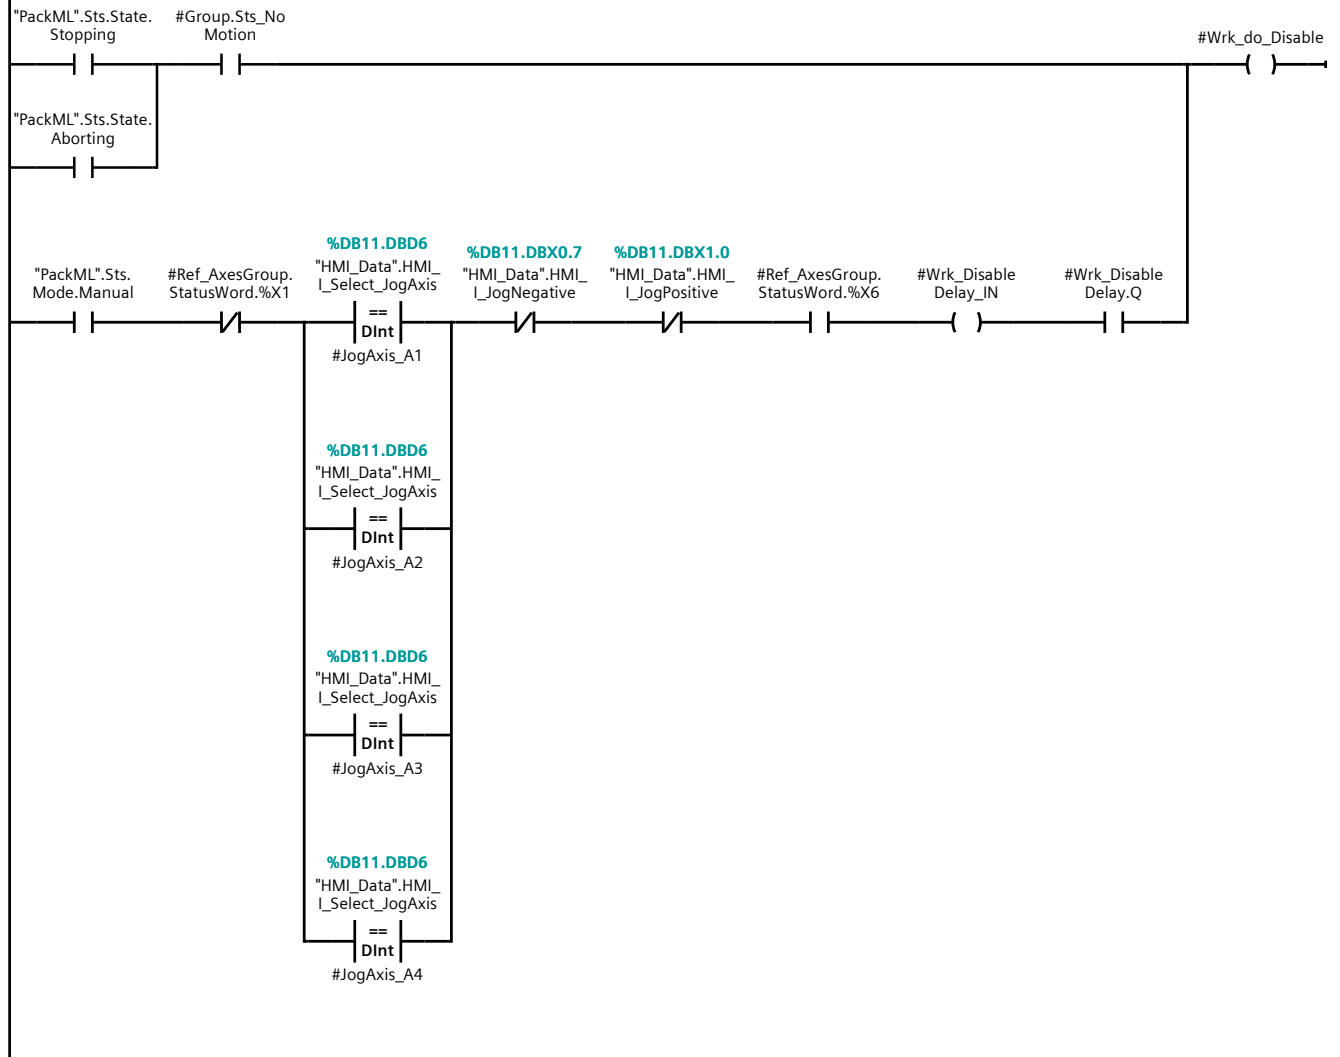 "PackML".Sts.State.
Stopping
#Group.Sts_No
Motion
#Wrk_do_Disable
"PackML".Sts.State.
Aborting
"PackML".Sts.
Mode.Manual
#Ref_AxesGroup.
StatusWord.%X1
%DB11.DBD6
"HMI_Data".HMI_
I_Select_JogAxis
==
DInt
#JogAxis_A1
%DB11.DBX0.7
"HMI_Data".HMI_
I_JogNegative
%DB11.DBX1.0
"HMI_Data".HMI_
I_JogPositive
#Ref_AxesGroup.
StatusWord.%X6
#Wrk_Disable
Delay_IN
#Wrk_Disable
Delay.Q
%DB11.DBD6
"HMI_Data".HMI_
I_Select_JogAxis
==
DInt
#JogAxis_A2
%DB11.DBD6
"HMI_Data".HMI_
I_Select_JogAxis
==
DInt
#JogAxis_A3
%DB11.DBD6
"HMI_Data".HMI_
I_Select_JogAxis
==
DInt
#JogAxis_A4